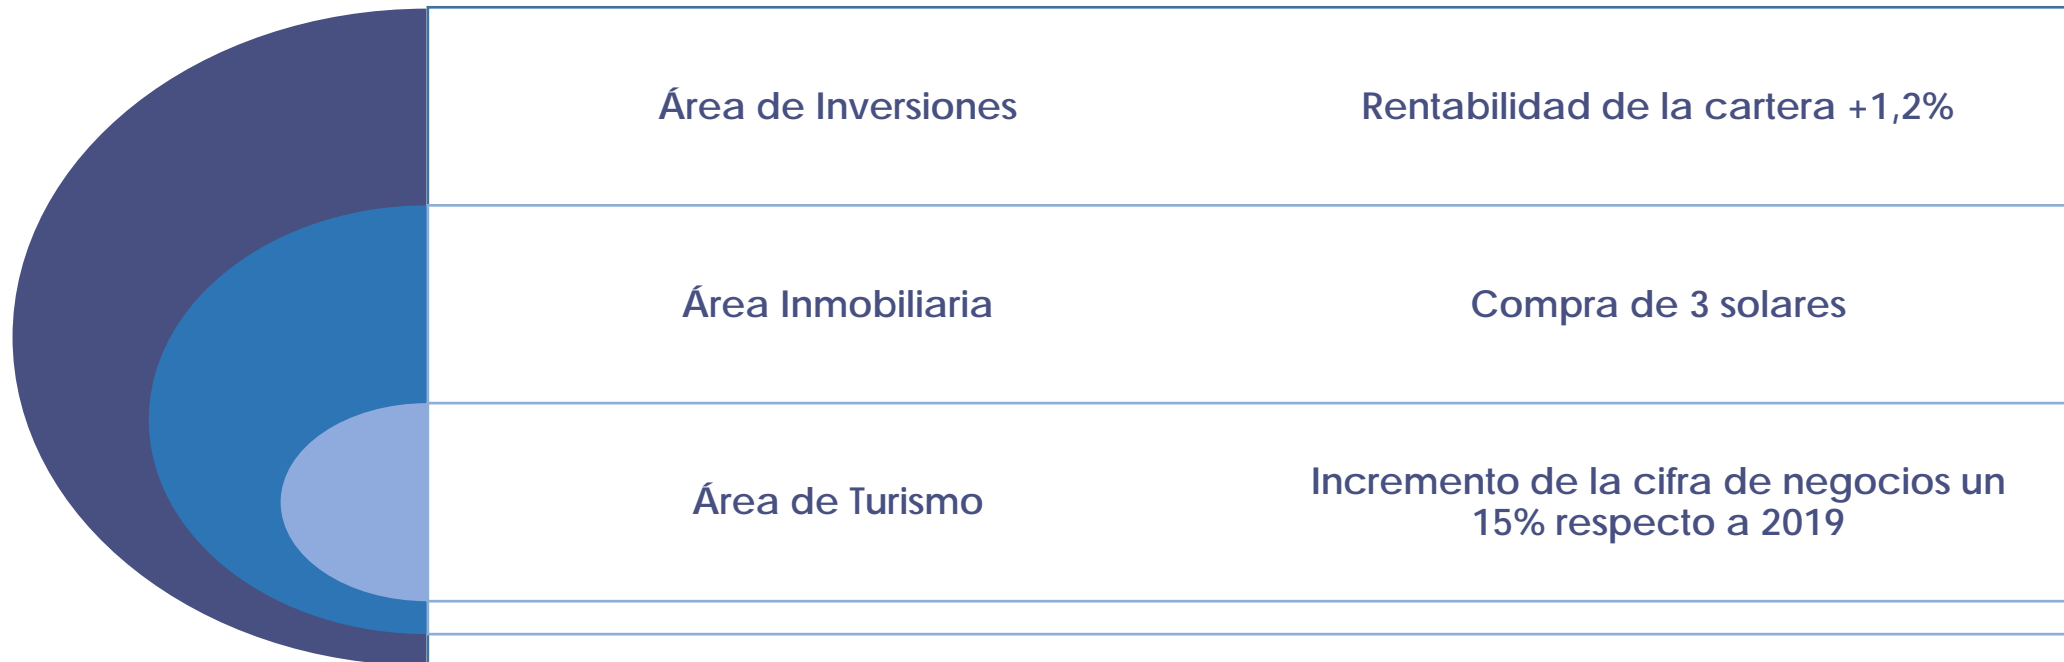 Área de Inversiones
Rentabilidad de la cartera +1,2%
Área Inmobiliaria
Compra de 3 solares
Área de Turismo
Incremento de la cifra de negocios un
15% respecto a 2019